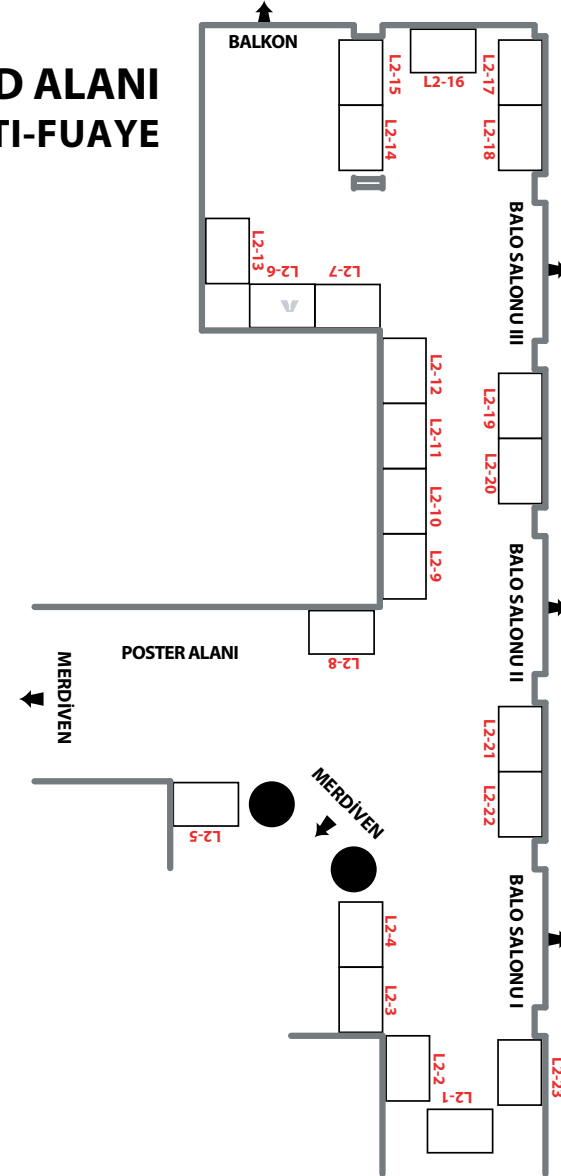 BALKON
D ALANI
TI-FUAYE
L2-15
L2-16
L2-17
L2-14
L2-18
BALO SALONU III
L2-13
L2-6
L2-7
L2-12
L2-11
L2-10
L2-9
L2-19
L2-20
BALO SALONU II
L2-8
POSTER ALANI
MERDİVEN
L2-21
L2-22
L2-5
MERDİVEN
BALO SALONU I
L2-4
L2-3
L2-2
L2-1
L2-23